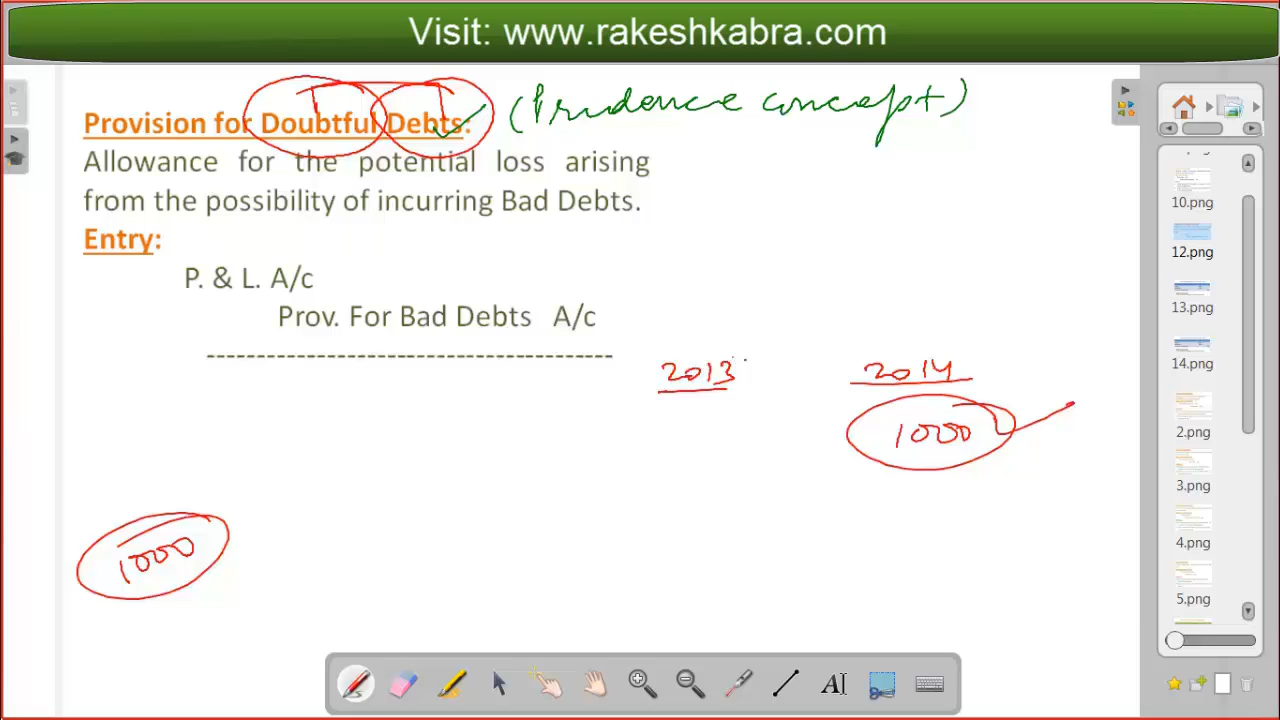 Visit: www.rakeshkabra.com
Provision for Doubtful Debts: (Prudence concept)
Allowance for the potential loss arising
from the possibility of incurring Bad Debts.
Entry:
P. & L. A/c
Prov. For Bad Debts A/c
---------------------------------------
2013 2014
1000
1000
10.png
12.png
13.png
14.png
2.png
3.png
4.png
5.png
AI